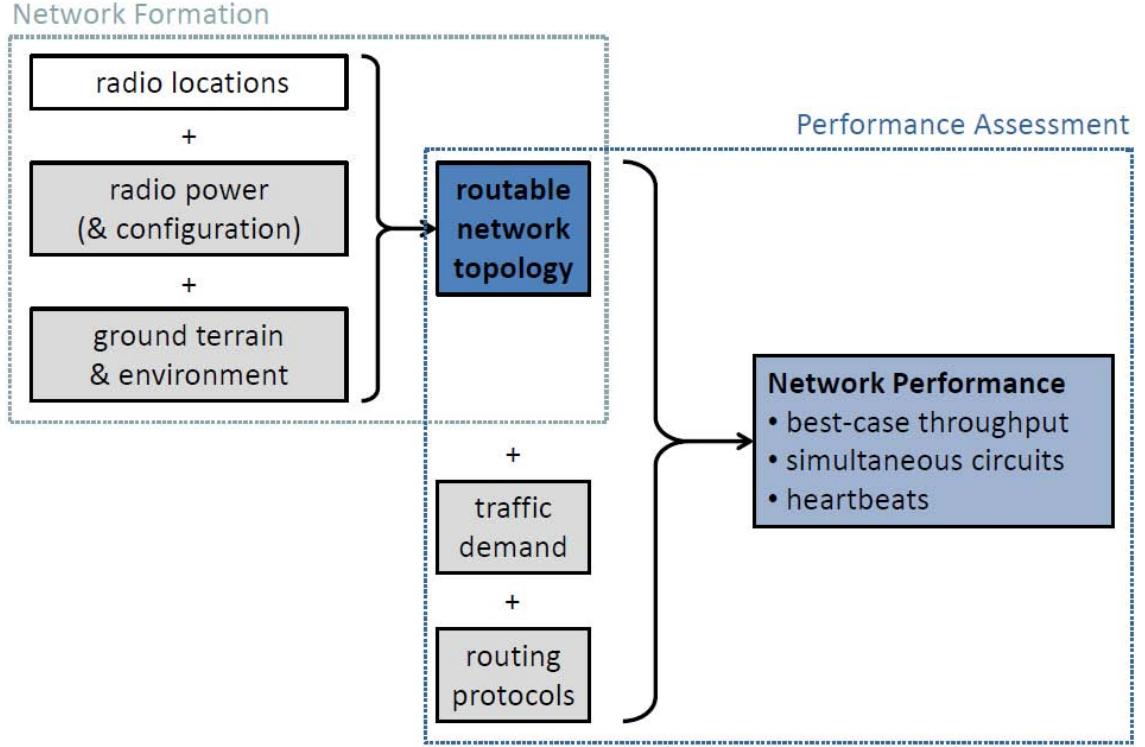 Network Formation
radio locations
+
radio power
(& configuration)
+
ground terrain
& environment
Performance Assessment
routable
network
topology
+
traffic
demand
+
routing
protocols
Network Performance
• best-case throughput
• simultaneous circuits
• heartbeats